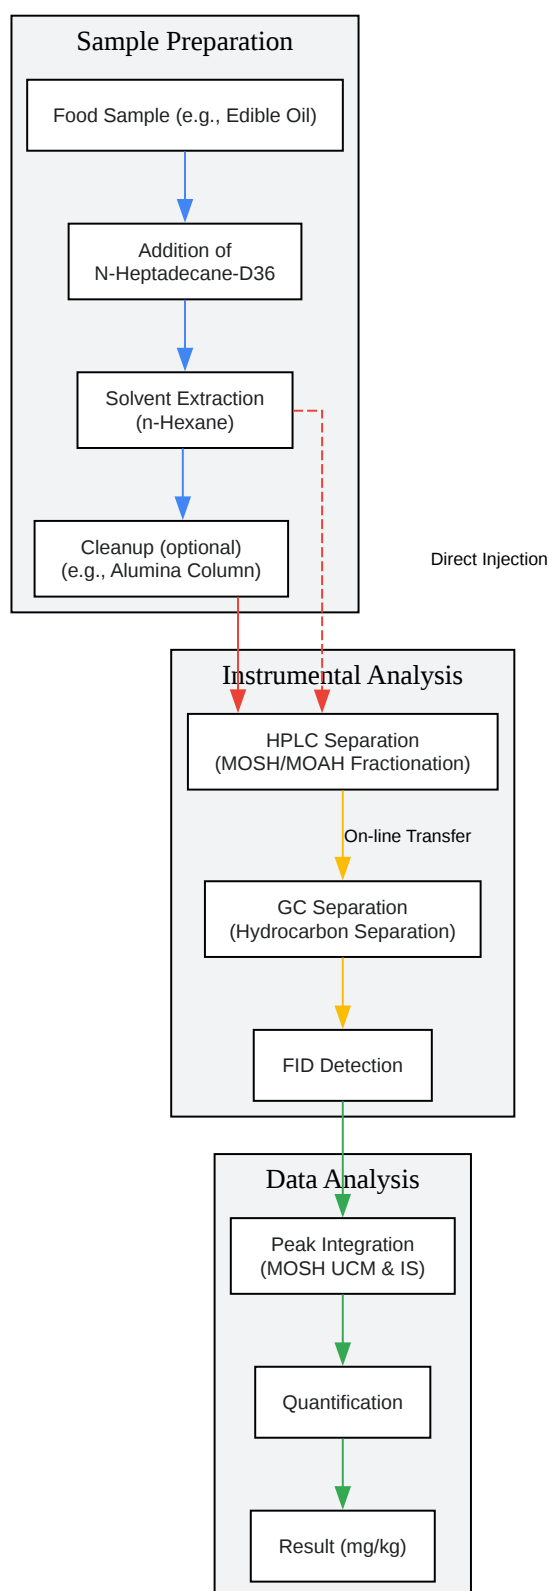 Sample Preparation
Food Sample (e.g., Edible Oil)
Addition of
N-Heptadecane-D36
Solvent Extraction
(n-Hexane)
Cleanup (optional)
(e.g., Alumina Column)
Direct Injection
Instrumental Analysis
HPLC Separation
(MOSH/MOAH Fractionation)
On-line Transfer
GC Separation
(Hydrocarbon Separation)
FID Detection
Data Analysis
Peak Integration
(MOSH UCM & IS)
Quantification
Result (mg/kg)